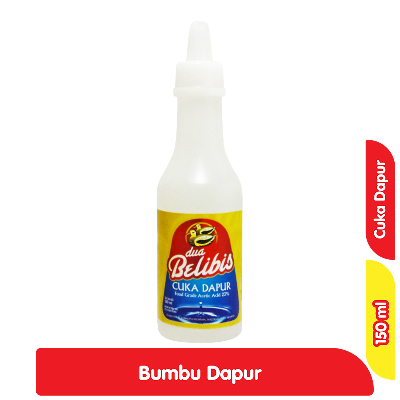 dua
Belibis
CUKA DAPUR
Food Grade Acetic Acid 25%
Cuka Dapur
150 ml
Bumbu Dapur